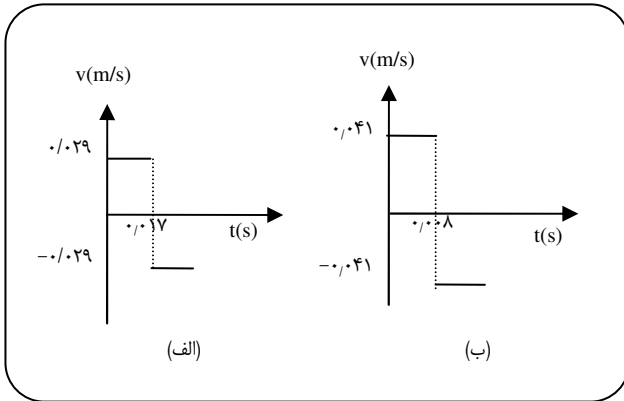 v(m/s)
۰/۰۲۹
۰/۰۱۷
t(s)
−۰/۰۲۹
(الف)
v(m/s)
۰/۰۴۱
۰/۰۰۸
t(s)
−۰/۰۴۱
(ب)